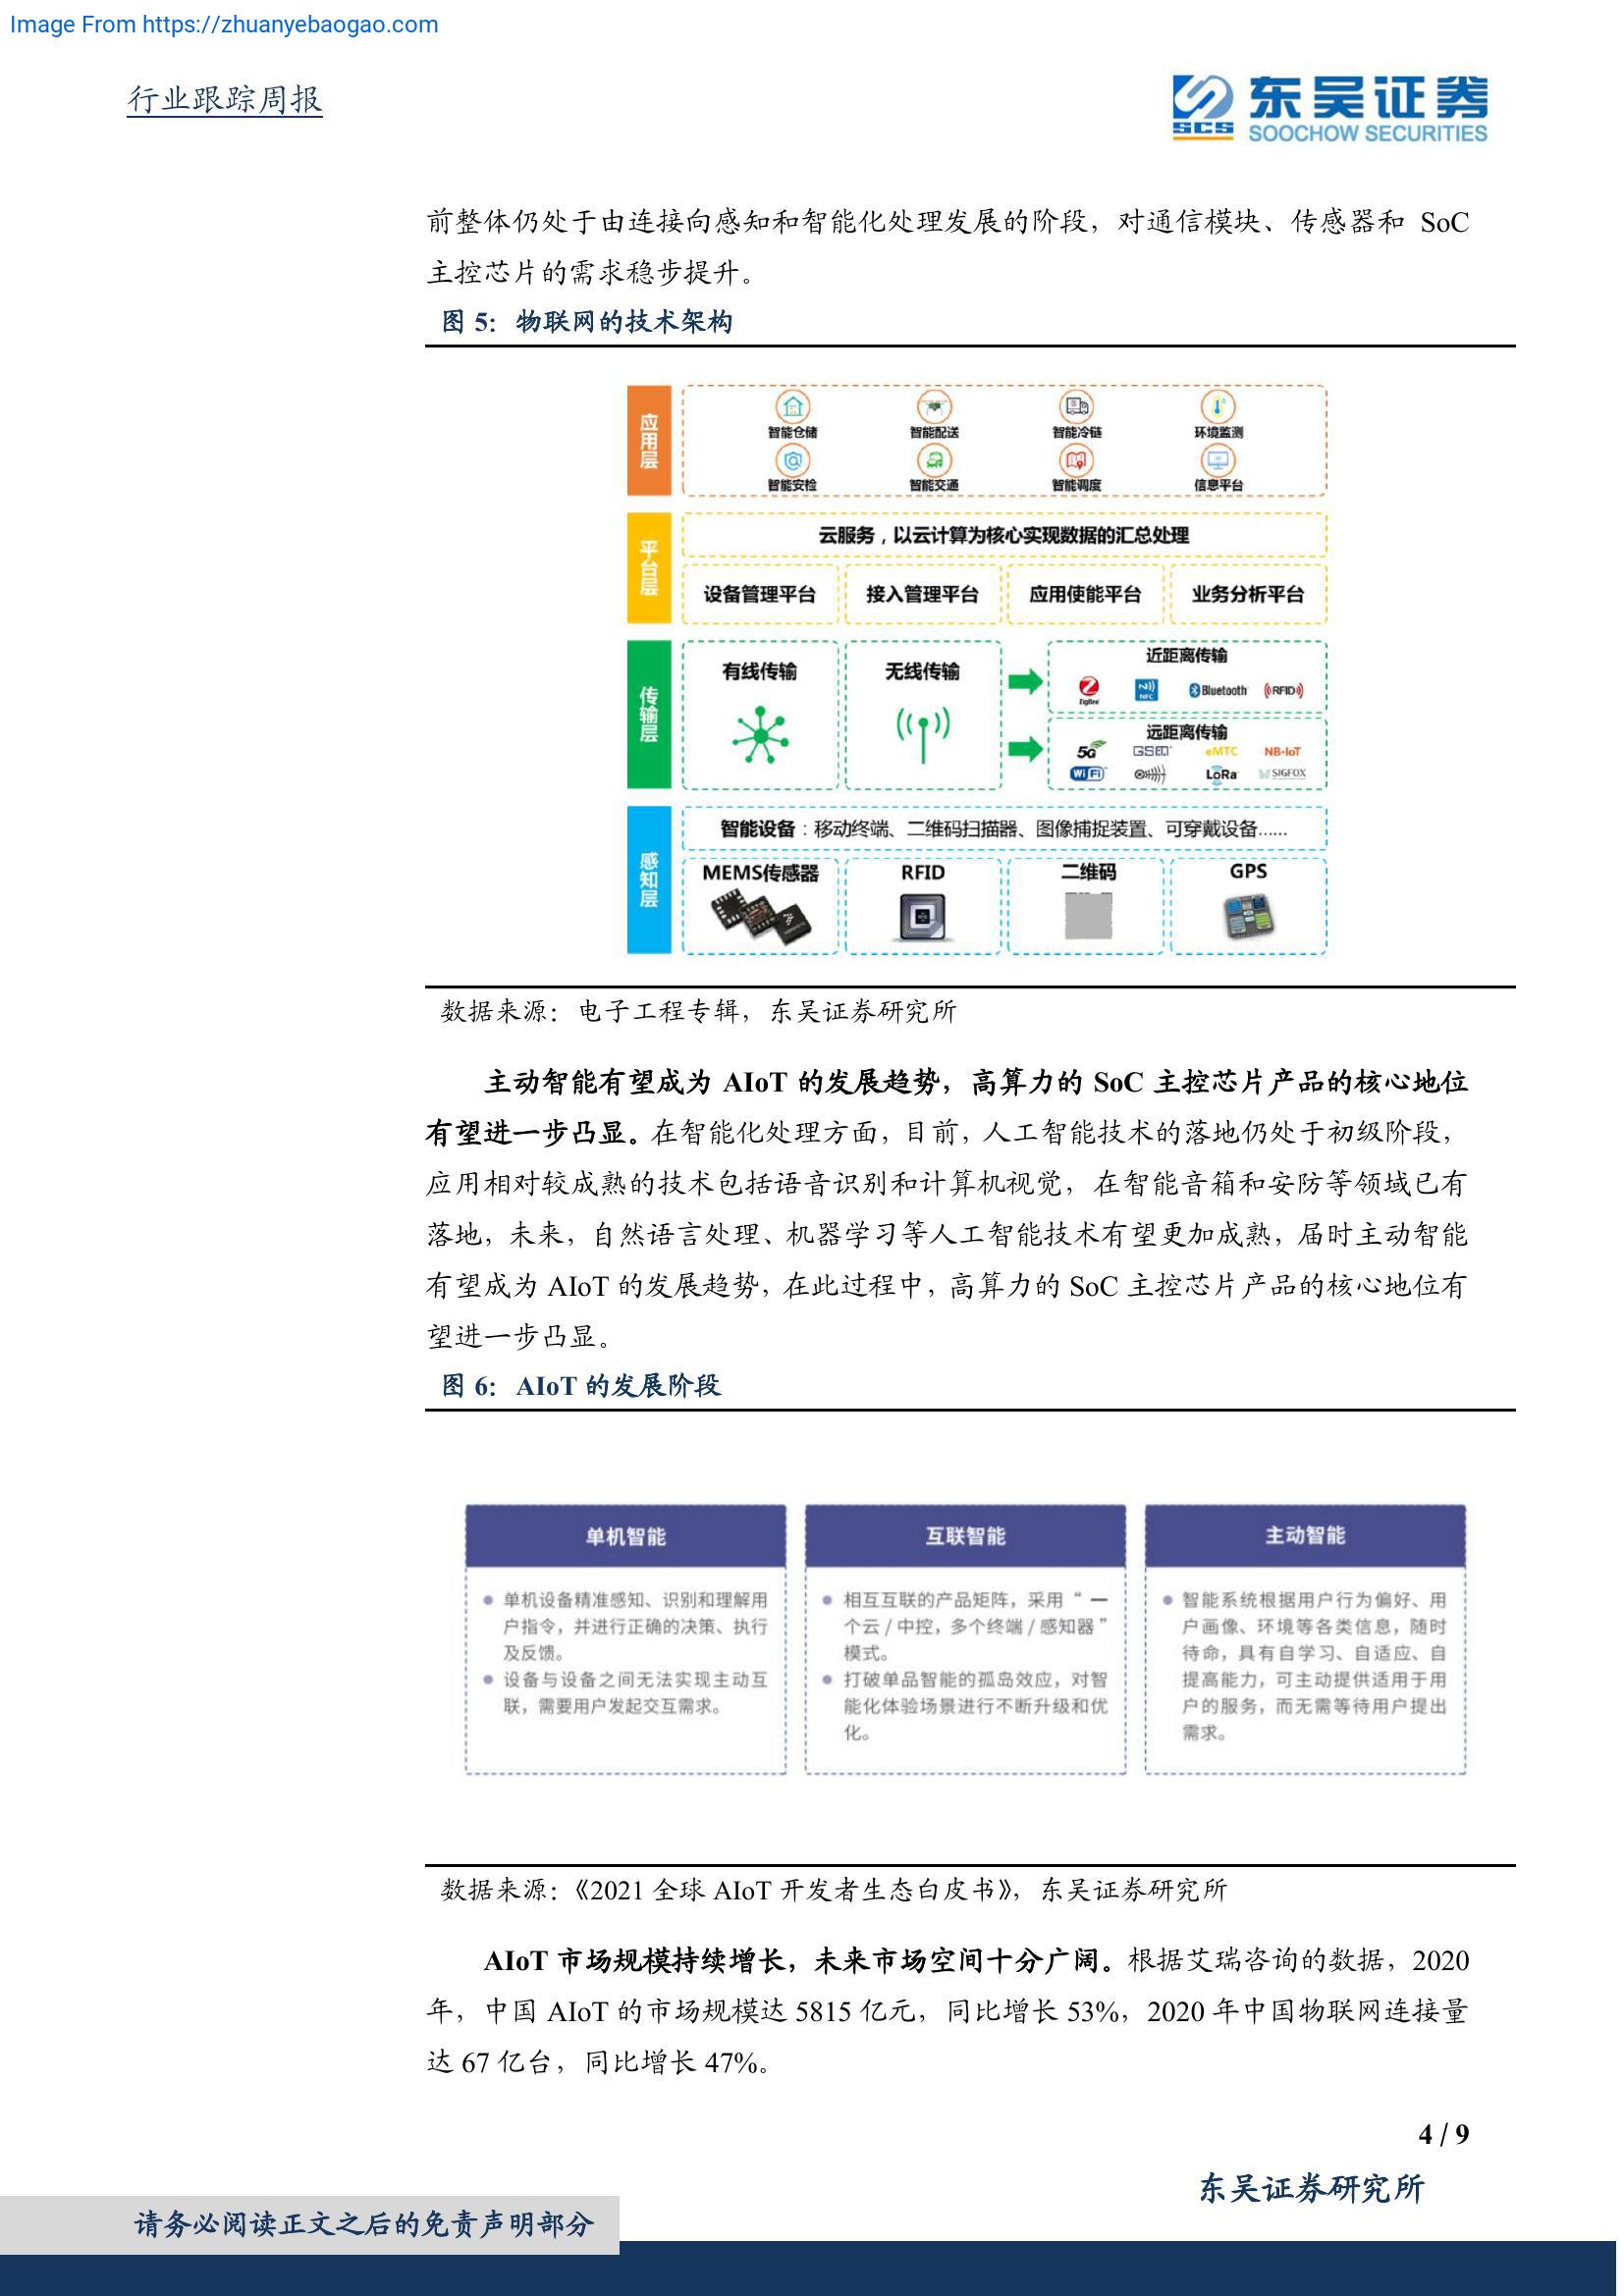 Image From https://zhuanyebaogao.com
行业跟踪周报
东吴证券
SCS
SOOCHOW SECURITIES
前整体仍处于由连接向感知和智能化处理发展的阶段，对通信模块、传感器和 SoC
主控芯片的需求稳步提升。
图 5：物联网的技术架构
应用层
智能仓储
智能配送
智能冷链
环境监测
智能安检
智能交通
智能调度
信息平台
平台层
云服务，以云计算为核心实现数据的汇总处理
设备管理平台
接入管理平台
应用使能平台
业务分析平台
传输层
有线传输
无线传输
近距离传输
ZigBee
NFC
Bluetooth
RFID
远距离传输
5G
GSM
eMTC
NB-IoT
WiFi
LoRa
SIGFOX
感知层
智能设备：移动终端、二维码扫描器、图像捕捉装置、可穿戴设备......
MEMS传感器
RFID
二维码
GPS
数据来源：电子工程专辑，东吴证券研究所
主动智能有望成为 AIoT 的发展趋势，高算力的 SoC 主控芯片产品的核心地位
有望进一步凸显。在智能化处理方面，目前，人工智能技术的落地仍处于初级阶段，
应用相对较成熟的技术包括语音识别和计算机视觉，在智能音箱和安防等领域已有
落地，未来，自然语言处理、机器学习等人工智能技术有望更加成熟，届时主动智能
有望成为 AIoT 的发展趋势，在此过程中，高算力的 SoC 主控芯片产品的核心地位有
望进一步凸显。
图 6：AIoT 的发展阶段
单机智能
● 单机设备精准感知、识别和理解用
户指令，并进行正确的决策、执行
及反馈。
● 设备与设备之间无法实现主动互
联，需要用户发起交互需求。
互联智能
● 相互互联的产品矩阵，采用“ 一
个云 / 中控，多个终端 / 感知器 ”
模式。
● 打破单品智能的孤岛效应，对智
能化体验场景进行不断升级和优
化。
主动智能
● 智能系统根据用户行为偏好、用
户画像、环境等各类信息，随时
待命，具有自学习、自适应、自
提高能力，可主动提供适用于用
户的服务，而无需等待用户提出
需求。
数据来源：《2021 全球 AIoT 开发者生态白皮书》，东吴证券研究所
AIoT 市场规模持续增长，未来市场空间十分广阔。根据艾瑞咨询的数据，2020
年，中国 AIoT 的市场规模达 5815 亿元，同比增长 53%，2020 年中国物联网连接量
达 67 亿台，同比增长 47%。
4 / 9
东吴证券研究所
请务必阅读正文之后的免责声明部分